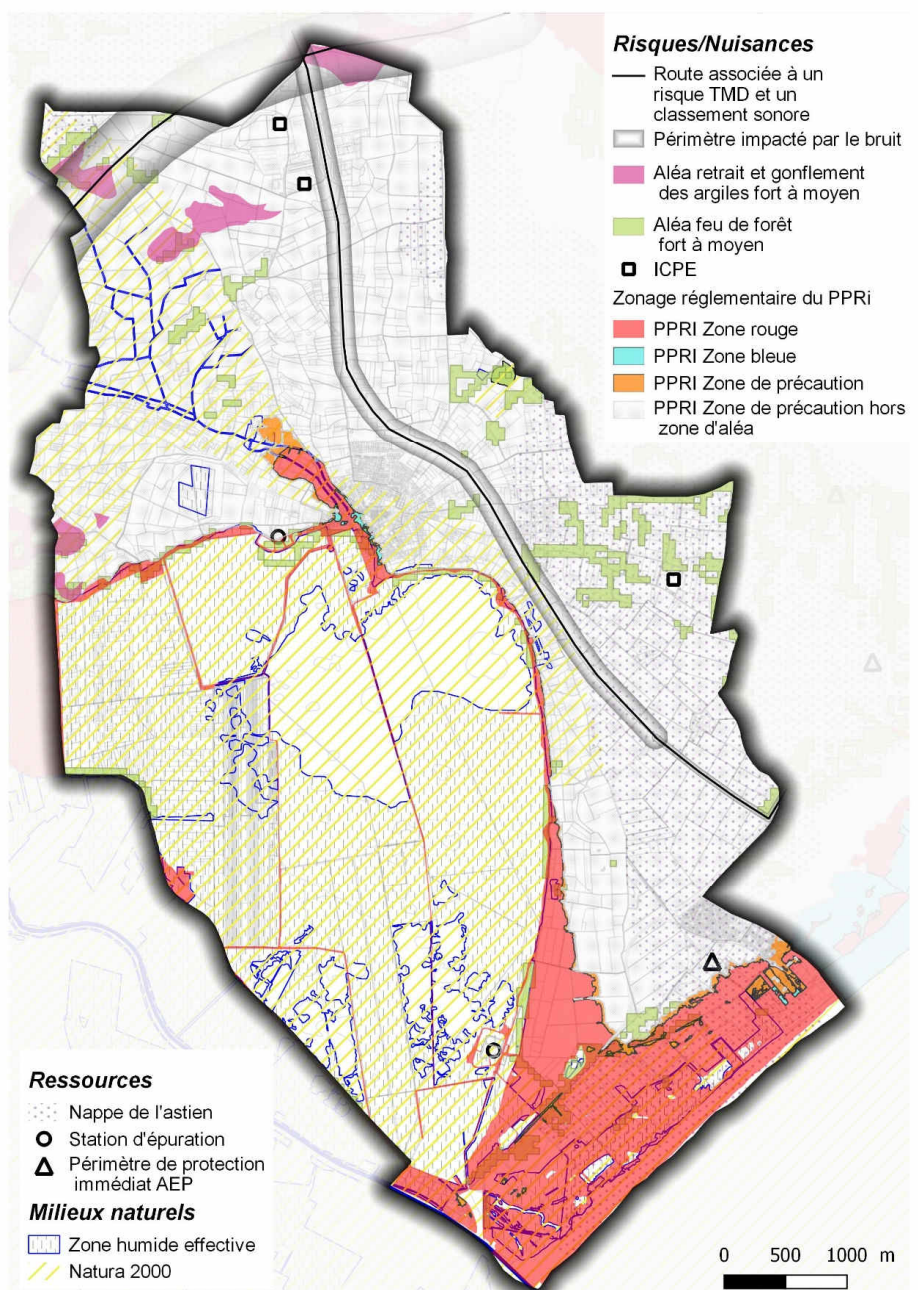 Risques/Nuisances
Route associée à un
risque TMD et un
classement sonore
Périmètre impacté par le bruit
Aléa retrait et gonflement
des argiles fort à moyen
Aléa feu de forêt
fort à moyen
ICPE
Zonage réglementaire du PPRi
PPRI Zone rouge
PPRI Zone bleue
PPRI Zone de précaution
PPRI Zone de précaution hors
zone d'aléa
Ressources
Nappe de l'astien
Station d'épuration
Périmètre de protection
immédiat AEP
Milieux naturels
Zone humide effective
Natura 2000
0 500 1000 m